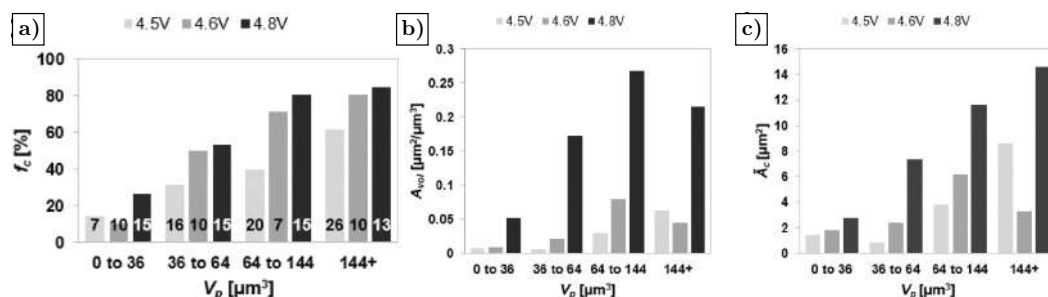 a)
4.5V 4.6V 4.8V
100
80
60
40
20
0
f_c [%]
7 10 15 16 10 15 20 7 15 26 10 13
0 to 36 36 to 64 64 to 144 144+
V_p [µm³]
b)
4.5V 4.6V 4.8V
0.3
0.25
0.2
0.15
0.1
0.05
0
A_vol [µm²/µm³]
0 to 36 36 to 64 64 to 144 144+
V_p [µm³]
c)
4.5V 4.6V 4.8V
16
14
12
10
8
6
4
2
0
Ā_c [µm²]
0 to 36 36 to 64 64 to 144 144+
V_p [µm³]